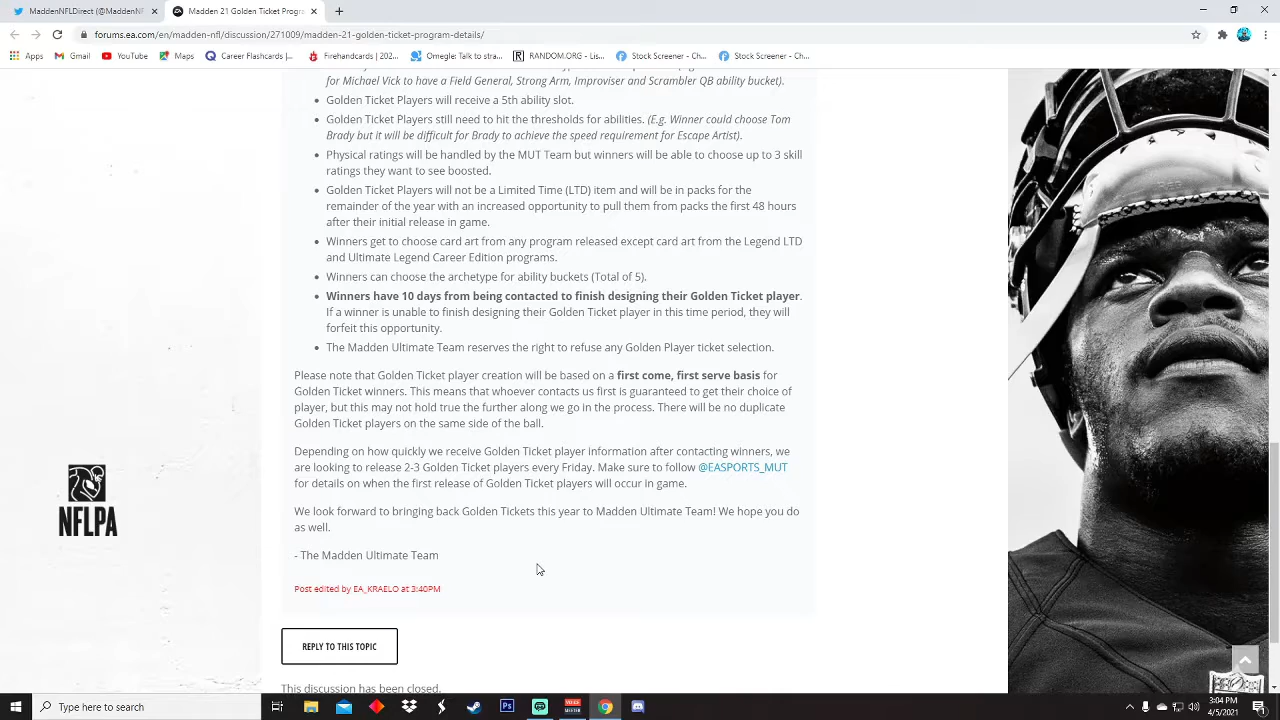 MaddenNFLDirect (@MaddenNF
Madden 21 Golden Ticket Progra
forums.ea.com/en/madden-nfl/discussion/271009/madden-21-golden-ticket-program-details/
Apps
Gmail
YouTube
Maps
Career Flashcards |...
Firehandcards | 202...
Omegle Talk to stra...
RANDOM.ORG - Lis...
Stock Screener - Ch...
Stock Screener - Ch...
for Michael Vick to have a Field General, Strong Arm, Improviser and Scrambler QB ability bucket).
Golden Ticket Players will receive a 5th ability slot.
Golden Ticket Players still need to hit the thresholds for abilities. (E.g. Winner could choose Tom
Brady but it will be difficult for Brady to achieve the speed requirement for Escape Artist).
Physical ratings will be handled by the MUT Team but winners will be able to choose up to 3 skill
ratings they want to see boosted.
Golden Ticket Players will not be a Limited Time (LTD) item and will be in packs for the
remainder of the year with an increased opportunity to pull them from packs the first 48 hours
after their initial release in game.
Winners get to choose card art from any program released except card art from the Legend LTD
and Ultimate Legend Career Edition programs.
Winners can choose the archetype for ability buckets (Total of 5).
Winners have 10 days from being contacted to finish designing their Golden Ticket player.
If a winner is unable to finish designing their Golden Ticket player in this time period, they will
forfeit this opportunity.
The Madden Ultimate Team reserves the right to refuse any Golden Player ticket selection.
Please note that Golden Ticket player creation will be based on a first come, first serve basis for
Golden Ticket winners. This means that whoever contacts us first is guaranteed to get their choice of
player, but this may not hold true the further along we go in the process. There will be no duplicate
Golden Ticket players on the same side of the ball.
Depending on how quickly we receive Golden Ticket player information after contacting winners, we
are looking to release 2-3 Golden Ticket players every Friday. Make sure to follow @EASPORTS_MUT
for details on when the first release of Golden Ticket players will occur in game.
We look forward to bringing back Golden Tickets this year to Madden Ultimate Team! We hope you do
as well.
- The Madden Ultimate Team
Post edited by EA_KRAELO at 3:40PM
NFLPA
REPLY TO THIS TOPIC
This discussion has been closed.
Type here to search
3:04 PM
4/5/2021